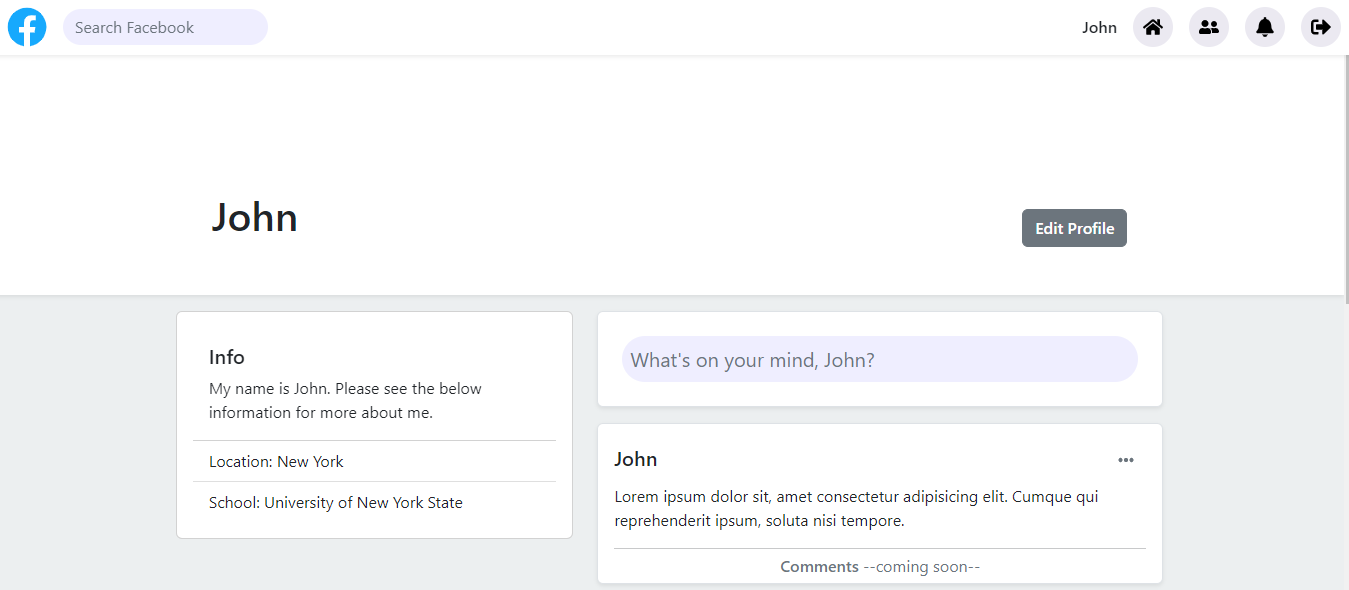 Search Facebook
John
John
Edit Profile
Info
My name is John. Please see the below
information for more about me.
Location: New York
School: University of New York State
What's on your mind, John?
John
Lorem ipsum dolor sit, amet consectetur adipisicing elit. Cumque qui
reprehenderit ipsum, soluta nisi tempore.
Comments --coming soon--